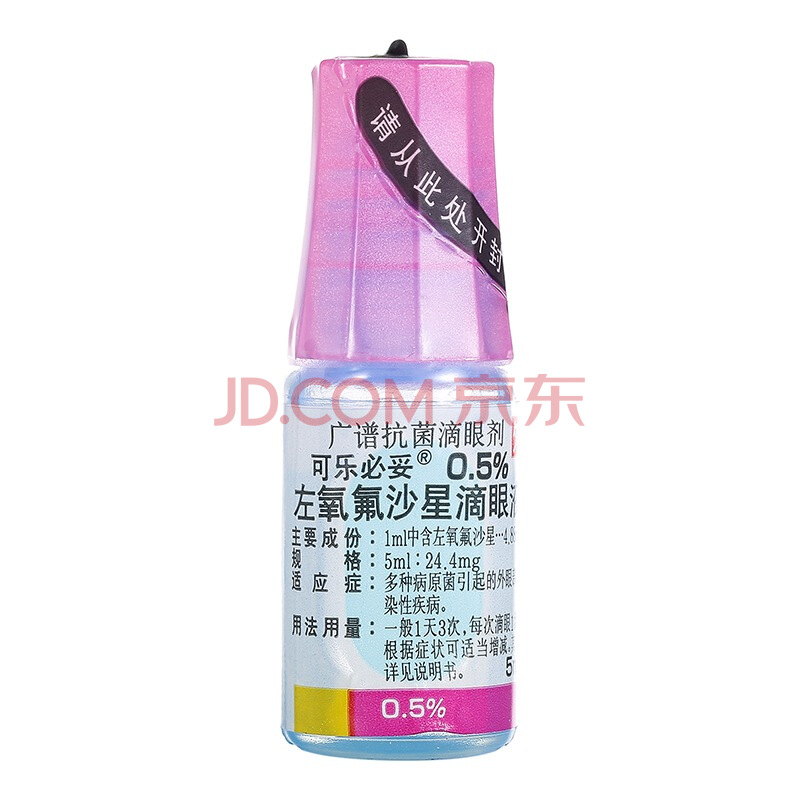 请从此处开封
JD.COM 京东
广谱抗菌滴眼剂
可乐必妥® 0.5%
左氧氟沙星滴眼
主要成份：1ml中含左氧氟沙星…4.8
规格：5ml：24.4mg
适应症：多种病原菌引起的外眼
染性疾病。
用法用量：一般1天3次，每次滴眼1
根据症状可适当增减。
详见说明书。
5
0.5%